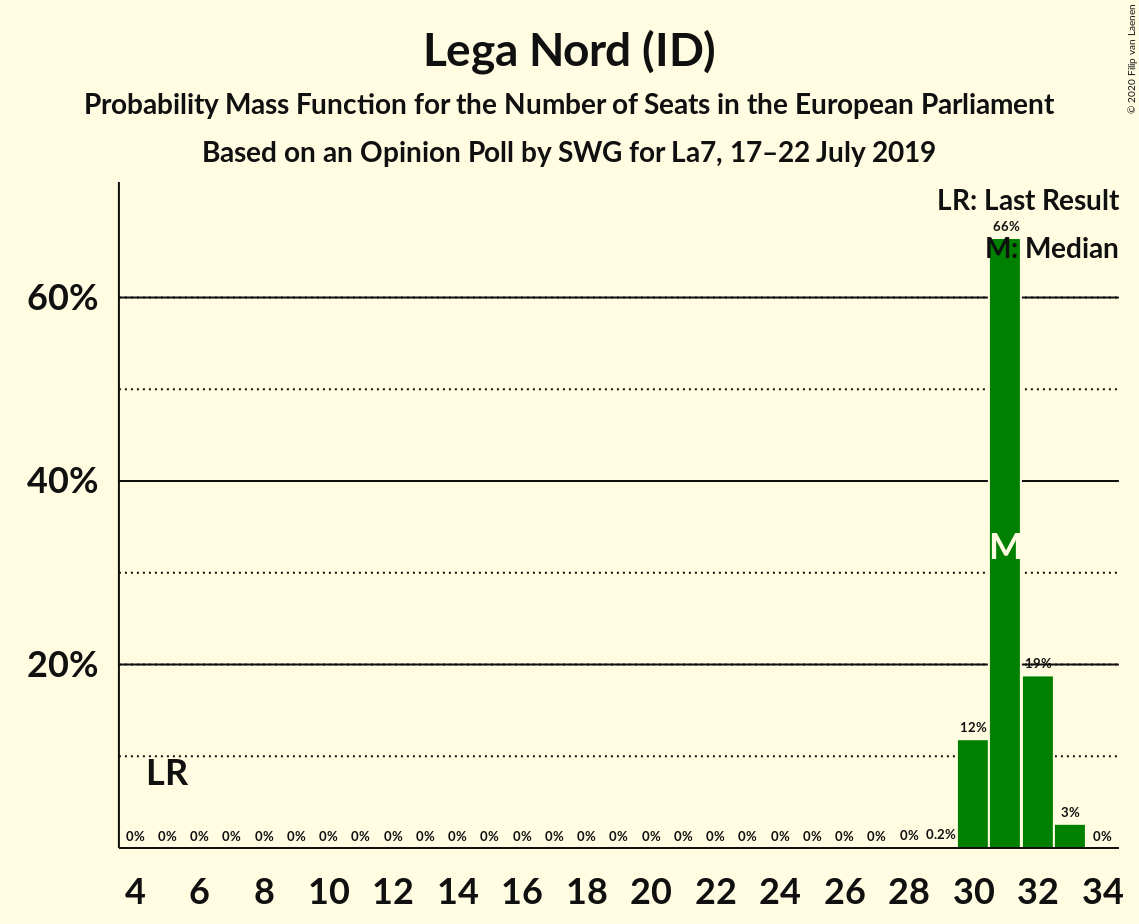 Lega Nord (ID)
Probability Mass Function for the Number of Seats in the European Parliament
Based on an Opinion Poll by SWG for La7, 17–22 July 2019
© 2020 Filip van Laenen
LR: Last Result
66%
M: Median
60%
40%
M
20%
19%
12%
LR
3%
0% 0% 0% 0% 0% 0% 0% 0% 0% 0% 0% 0% 0% 0% 0% 0% 0% 0% 0% 0% 0% 0% 0% 0% 0% 0.2% 0%
4 6 8 10 12 14 16 18 20 22 24 26 28 30 32 34